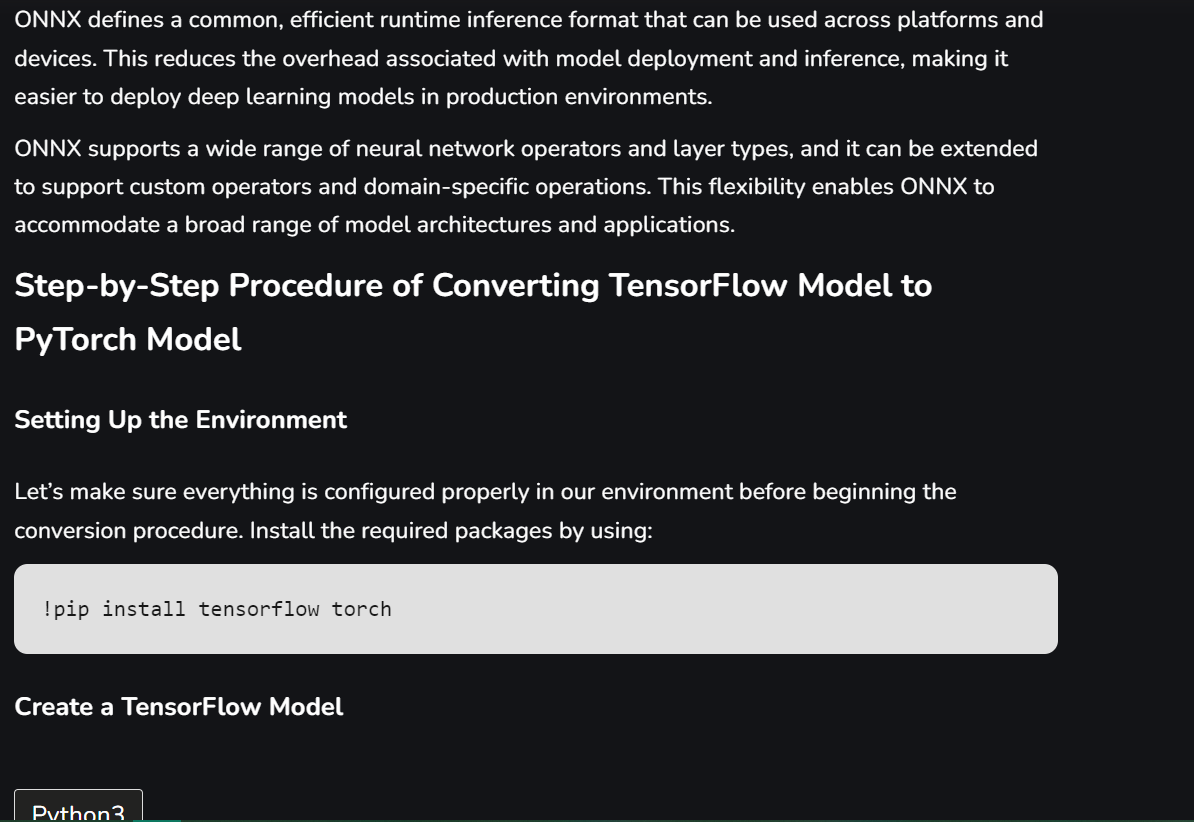 ONNX defines a common, efficient runtime inference format that can be used across platforms and
devices. This reduces the overhead associated with model deployment and inference, making it
easier to deploy deep learning models in production environments.
ONNX supports a wide range of neural network operators and layer types, and it can be extended
to support custom operators and domain-specific operations. This flexibility enables ONNX to
accommodate a broad range of model architectures and applications.
Step-by-Step Procedure of Converting TensorFlow Model to
PyTorch Model
Setting Up the Environment
Let’s make sure everything is configured properly in our environment before beginning the
conversion procedure. Install the required packages by using:
!pip install tensorflow torch
Create a TensorFlow Model
Python3